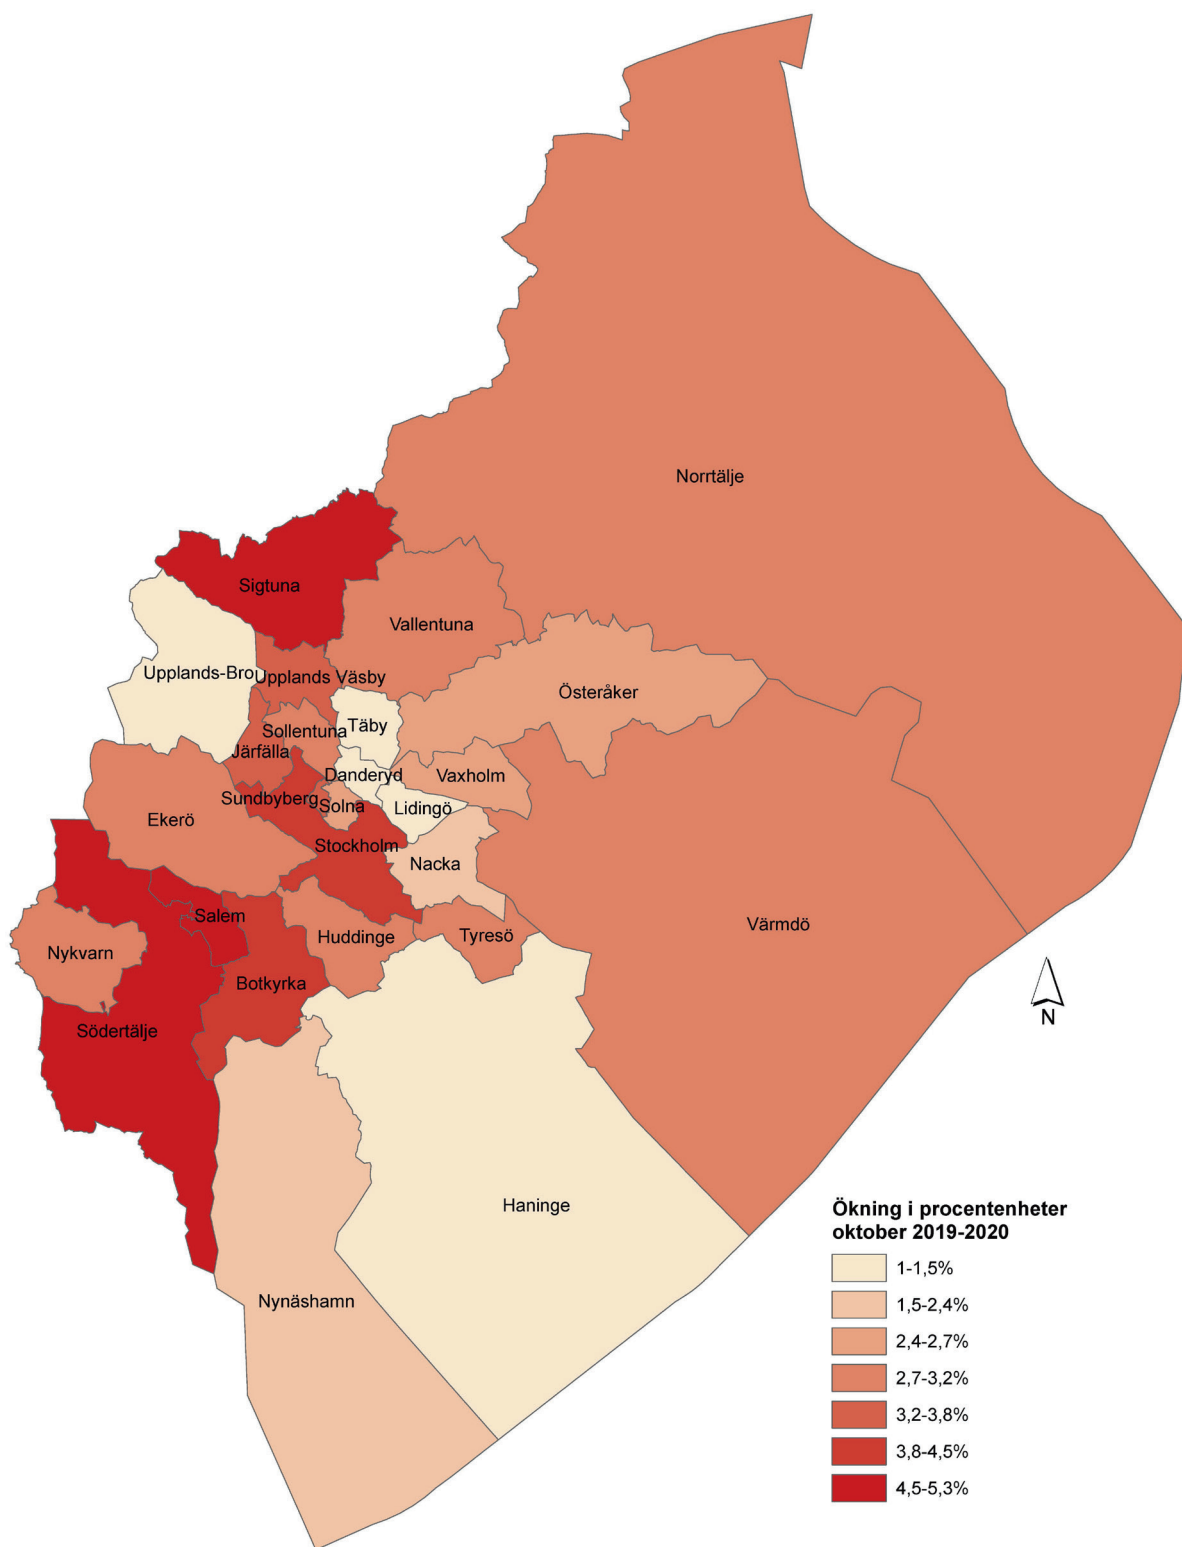 Norrtälje
Sigtuna
Vallentuna
Upplands-Bro
Upplands Väsby
Österåker
Täby
Sollentuna
Järfälla
Danderyd
Vaxholm
Sundbyberg
Solna
Lidingö
Ekerö
Stockholm
Nacka
Salem
Värmdö
Huddinge
Tyresö
Nykvarn
Botkyrka
Södertälje
N
Haninge
Nynäshamn
Ökning i procentenheter
oktober 2019-2020
1-1,5%
1,5-2,4%
2,4-2,7%
2,7-3,2%
3,2-3,8%
3,8-4,5%
4,5-5,3%